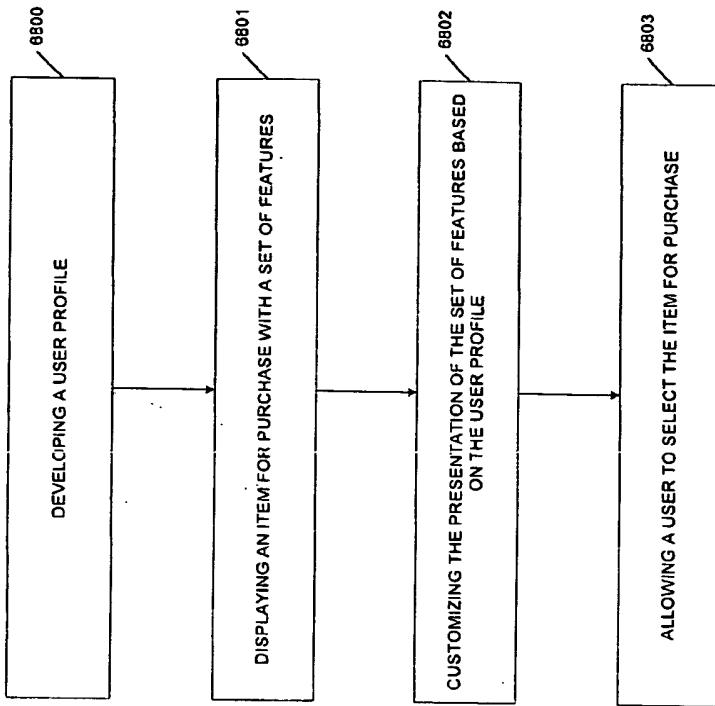 6800
DEVELOPING A USER PROFILE
6801
DISPLAYING AN ITEM FOR PURCHASE WITH A SET OF FEATURES
6802
CUSTOMIZING THE PRESENTATION OF THE SET OF FEATURES BASED
ON THE USER PROFILE
6803
ALLOWING A USER TO SELECT THE ITEM FOR PURCHASE